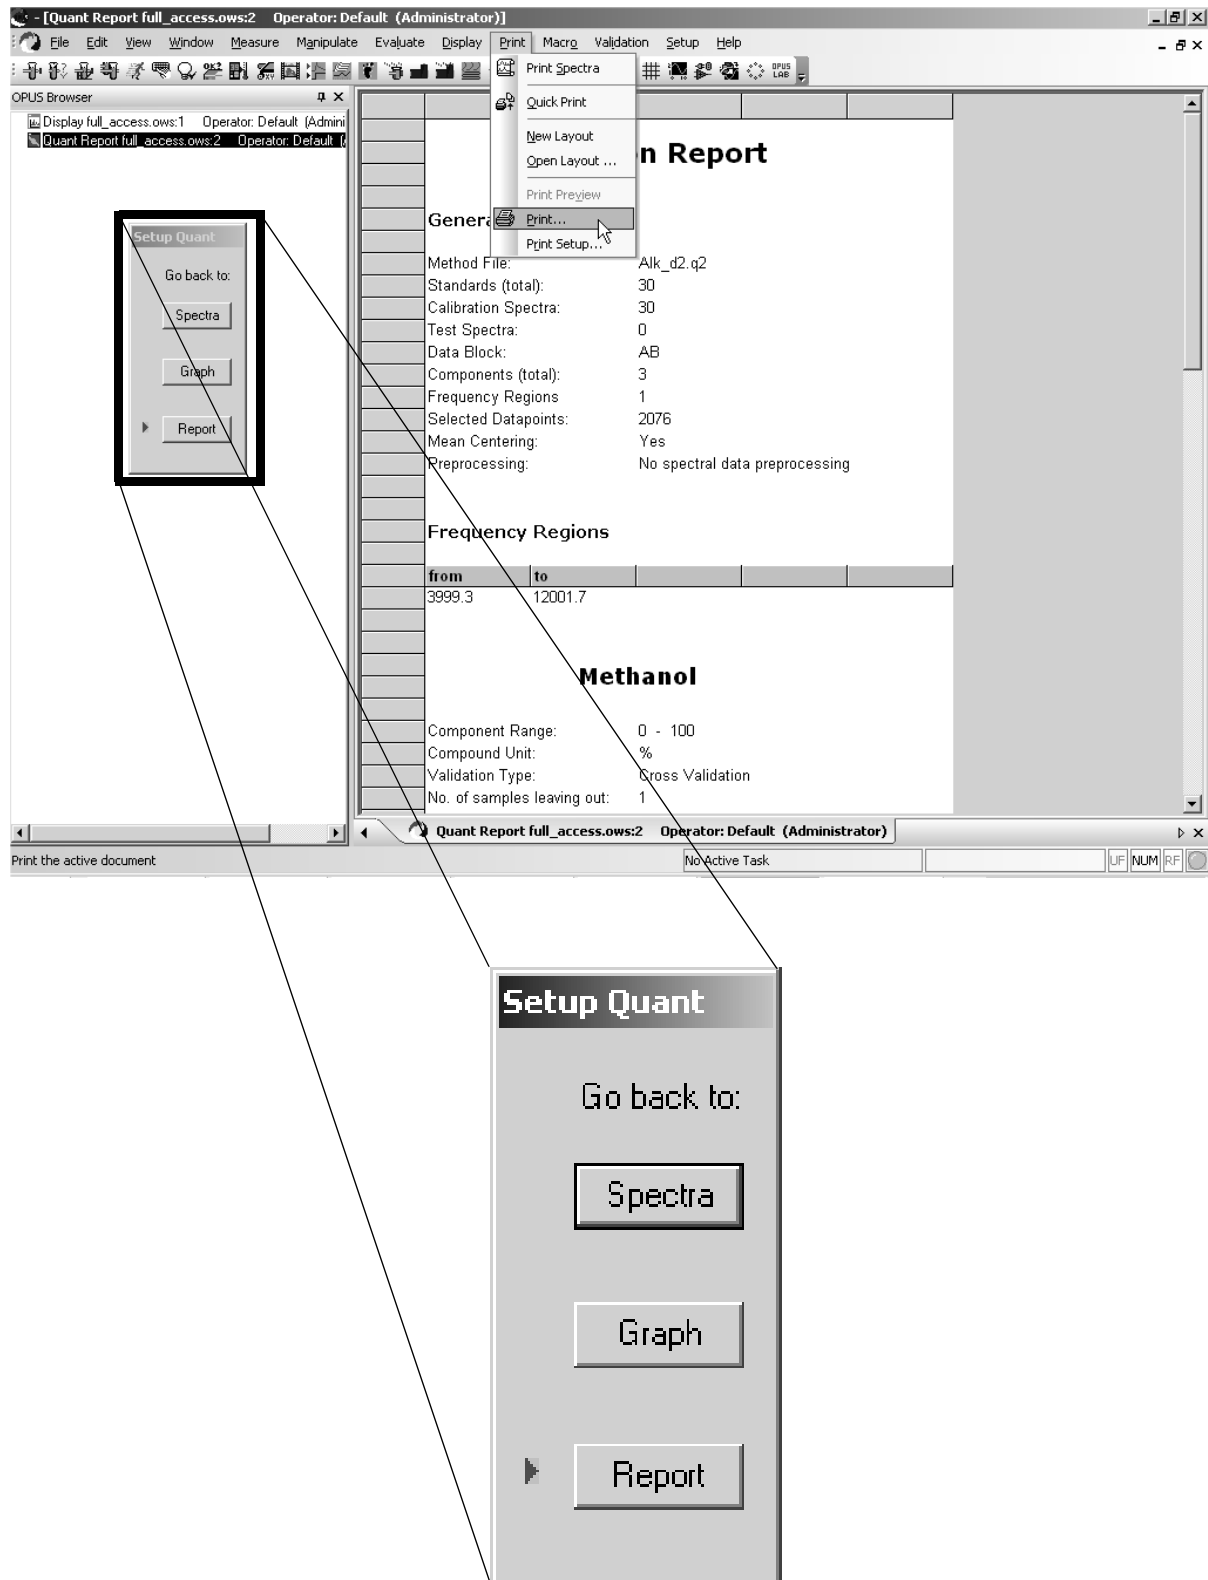 - [Quant Report full_access.ows:2 Operator: Default (Administrator)]
File Edit View Window Measure Manipulate Evaluate Display Print Macro Validation Setup Help
OPUS LAB
OPUS Browser
Display full_access.ows:1 Operator: Default (Admini
Quant Report full_access.ows:2 Operator: Default (
Setup Quant
Go back to:
Spectra
Graph
Report
Print Spectra
Quick Print
New Layout
Open Layout ...
Print Preview
Print...
Print Setup...
n Report
Genera
Method File: Alk_d2.q2
Standards (total): 30
Calibration Spectra: 30
Test Spectra: 0
Data Block: AB
Components (total): 3
Frequency Regions 1
Selected Datapoints: 2076
Mean Centering: Yes
Preprocessing: No spectral data preprocessing
Frequency Regions
from to
3999.3 12001.7
Methanol
Component Range: 0 - 100
Compound Unit: %
Validation Type: Cross Validation
No. of samples leaving out: 1
Quant Report full_access.ows:2 Operator: Default (Administrator)
Print the active document No Active Task UF NUM RF
Setup Quant
Go back to:
Spectra
Graph
Report